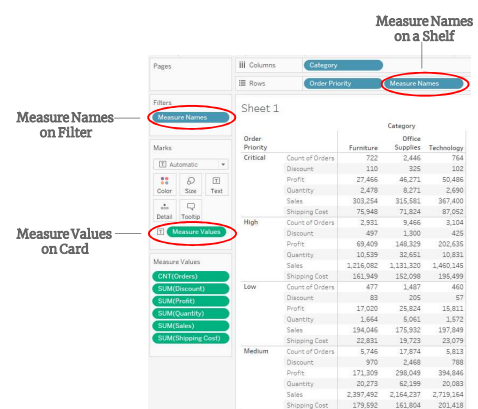 Measure Names
on a Shelf
Pages
Columns
Category
Rows
Order Priority
Measure Names
Filters
Measure Names
Measure Names
on Filter
Sheet 1
Category
Order
Priority
Furniture
Office
Supplies
Technology
Marks
Automatic
Color
Size
Text
Detail
Tooltip
Measure Values
Measure Values
on Card
Measure Values
CNT(Orders)
SUM(Discount)
SUM(Profit)
SUM(Quantity)
SUM(Sales)
SUM(Shipping Cost)
Critical Count of Orders 722 2,446 764
Discount 110 325 102
Profit 27,466 46,271 50,486
Quantity 2,478 8,271 2,690
Sales 303,254 315,581 367,400
Shipping Cost 75,948 71,824 87,052
High Count of Orders 2,931 9,466 3,104
Discount 497 1,300 425
Profit 69,409 148,329 202,635
Quantity 10,539 32,651 10,831
Sales 1,216,082 1,131,320 1,460,145
Shipping Cost 161,949 152,098 195,499
Low Count of Orders 477 1,487 460
Discount 83 205 57
Profit 17,020 25,824 15,811
Quantity 1,664 5,061 1,572
Sales 194,046 175,932 197,849
Shipping Cost 22,831 19,723 23,079
Medium Count of Orders 5,746 17,874 5,813
Discount 970 2,468 788
Profit 171,309 298,049 394,846
Quantity 20,273 62,199 20,083
Sales 2,397,492 2,164,237 2,719,164
Shipping Cost 179,592 161,804 201,418